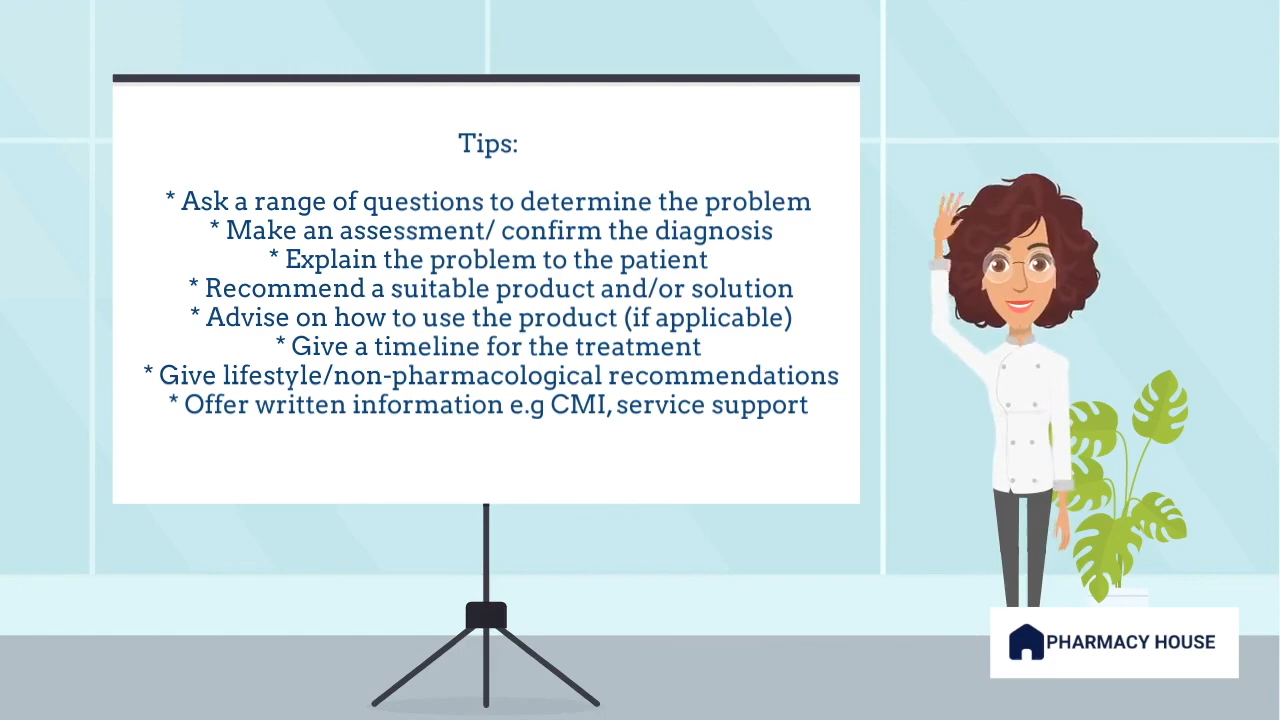 Tips:
* Ask a range of questions to determine the problem
* Make an assessment/ confirm the diagnosis
* Explain the problem to the patient
* Recommend a suitable product and/or solution
* Advise on how to use the product (if applicable)
* Give a timeline for the treatment
* Give lifestyle/non-pharmacological recommendations
* Offer written information e.g CMI, service support
PHARMACY HOUSE